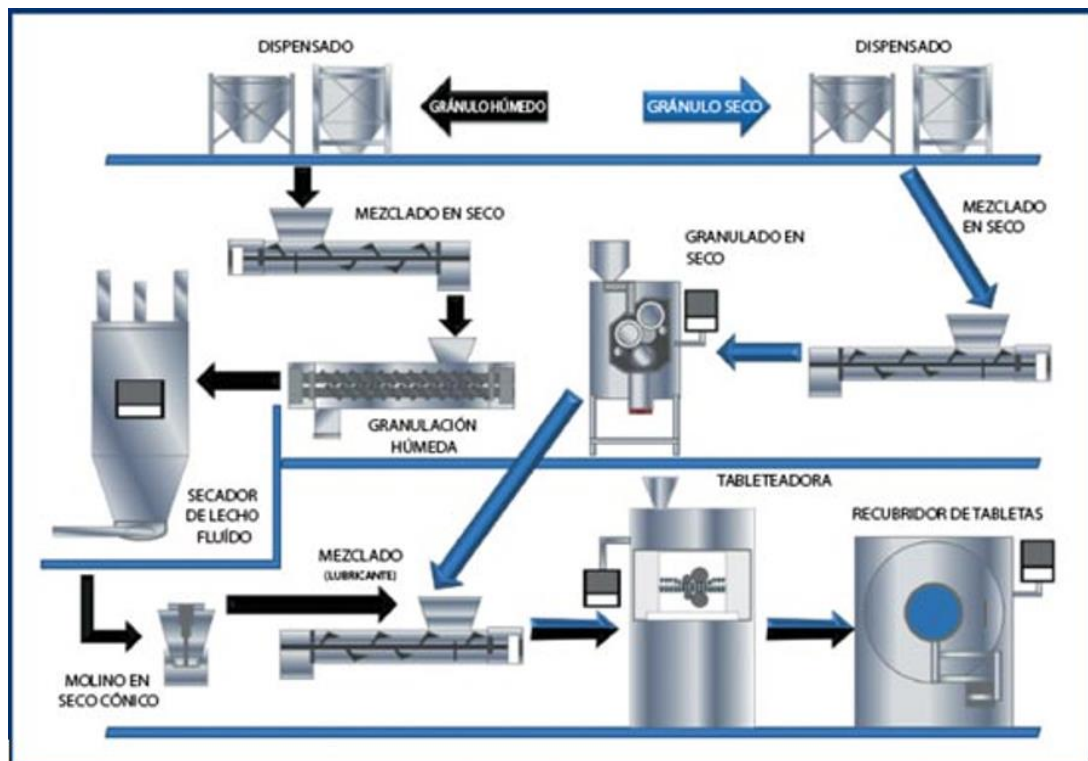 DISPENSADO
DISPENSADO
GRÁNULO HÚMEDO
GRÁNULO SECO
MEZCLADO EN SECO
MEZCLADO
EN SECO
GRANULADO EN
SECO
GRANULACIÓN
HÚMEDA
SECADOR
DE LECHO
FLUÍDO
TABLETEADORA
RECUBRIDOR DE TABLETAS
MEZCLADO
(LUBRICANTE)
MOLINO EN
SECO CÓNICO